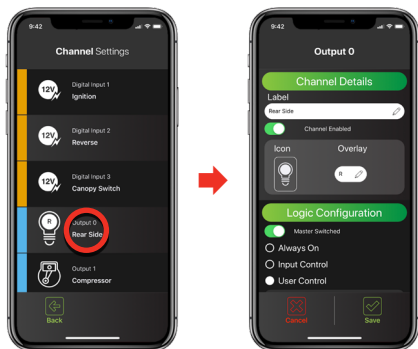 9:42
Channel Settings
12V
Digital Input 1
Ignition
12V
Digital Input 2
Reverse
12V
Digital Input 3
Canopy Switch
R
Output 0
Rear Side
Output 1
Compressor
Back
9:42
Output 0
Channel Details
Label
Rear Side
Channel Enabled
Icon
Overlay
R
Logic Configuration
Master Switched
Always On
Input Control
User Control
Cancel
Save